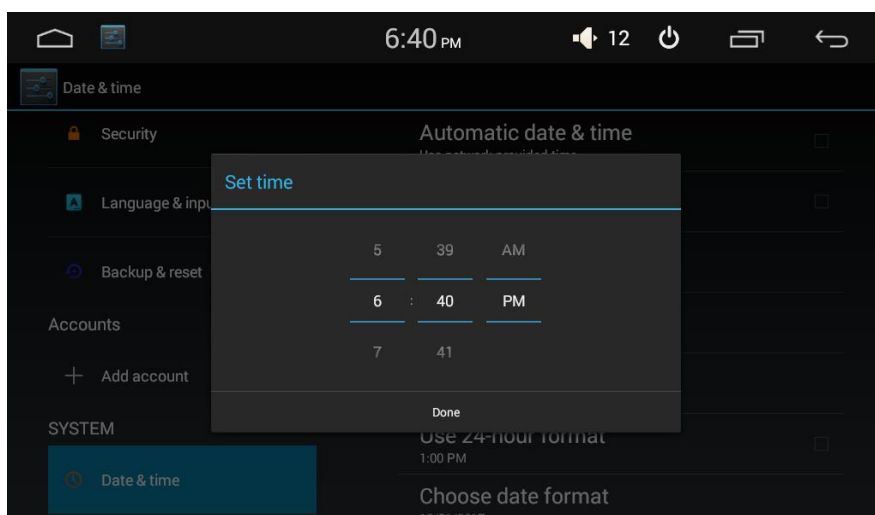 6:40 PM
12
Date & time
Security
Automatic date & time
Set time
Language & inpu
5 39 AM
6 : 40 PM
7 41
Backup & reset
Accounts
Add account
Done
SYSTEM
Use 24-hour format
1:00 PM
Date & time
Choose date format